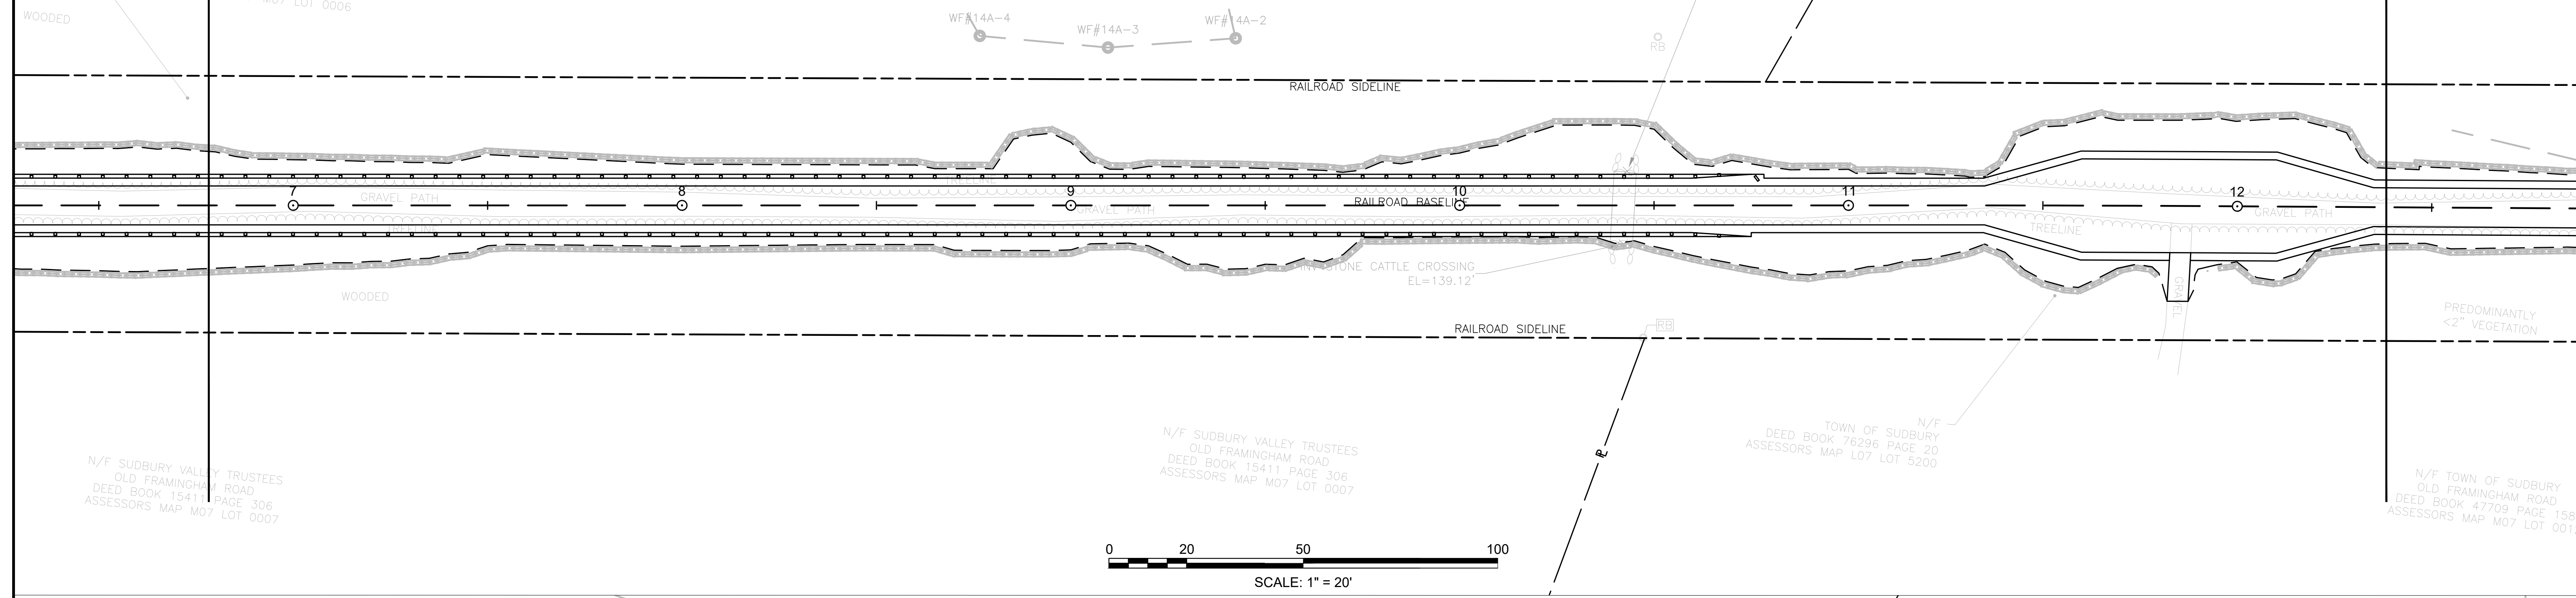 M07 LOT 0006
WOODED
WF#14A-4
WF#14A-3
WF#14A-2
RB
RAILROAD SIDELINE
TREELINE
7
8
9
10
11
12
GRAVEL PATH
RAILROAD BASELINE
GRAVEL PATH
GRAVEL PATH
TREELINE
TREELINE
STONE CATTLE CROSSING
EL=139.12'
WOODED
GRAVEL
PREDOMINANTLY
<2" VEGETATION
RAILROAD SIDELINE
RB
N/F SUDBURY VALLEY TRUSTEES
OLD FRAMINGHAM ROAD
DEED BOOK 15411 PAGE 306
ASSESSORS MAP M07 LOT 0007
N/F SUDBURY VALLEY TRUSTEES
OLD FRAMINGHAM ROAD
DEED BOOK 15411 PAGE 306
ASSESSORS MAP M07 LOT 0007
N/F
TOWN OF SUDBURY
DEED BOOK 76296 PAGE 20
ASSESSORS MAP L07 LOT 5200
N/F TOWN OF SUDBURY
OLD FRAMINGHAM ROAD
DEED BOOK 47709 PAGE 158
ASSESSORS MAP M07 LOT
0 20 50 100
SCALE: 1" = 20'